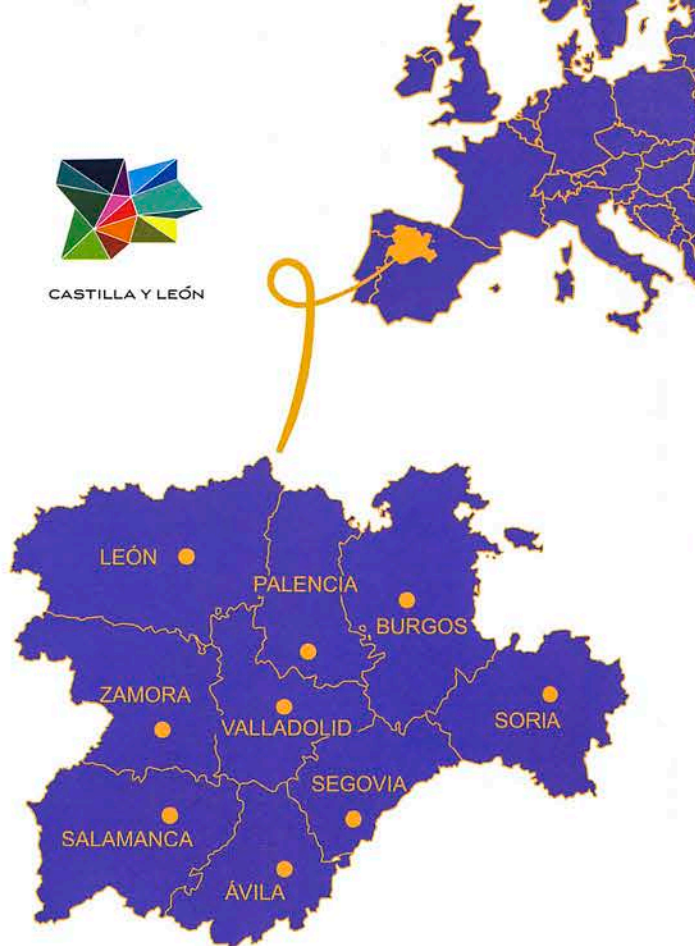 CASTILLA Y LEÓN
LEÓN
PALENCIA
BURGOS
ZAMORA
VALLADOLID
SORIA
SEGOVIA
SALAMANCA
ÁVILA